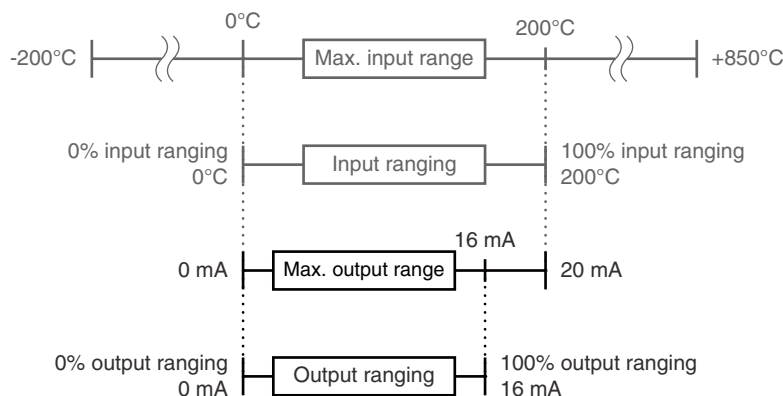 0°C
200°C
-200°C
Max. input range
+850°C
0% input ranging
0°C
Input ranging
100% input ranging
200°C
16 mA
0 mA
Max. output range
20 mA
0% output ranging
0 mA
Output ranging
100% output ranging
16 mA